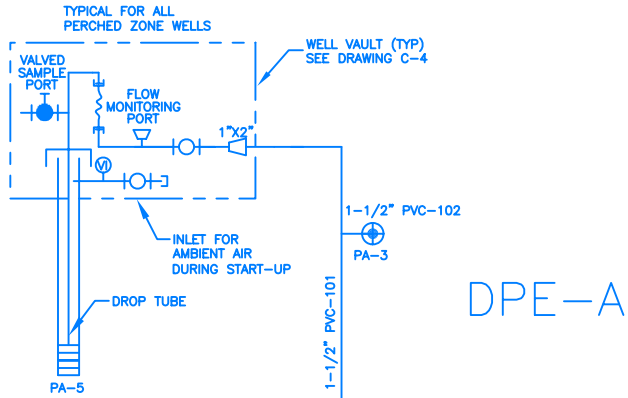 TYPICAL FOR ALL
PERCHED ZONE WELLS
VALVED
SAMPLE
PORT
FLOW
MONITORING
PORT
WELL VAULT (TYP)
SEE DRAWING C-4
1"X2"
VI
INLET FOR
AMBIENT AIR
DURING START-UP
DROP TUBE
PA-5
1-1/2" PVC-102
PA-3
1-1/2" PVC-101
DPE-A